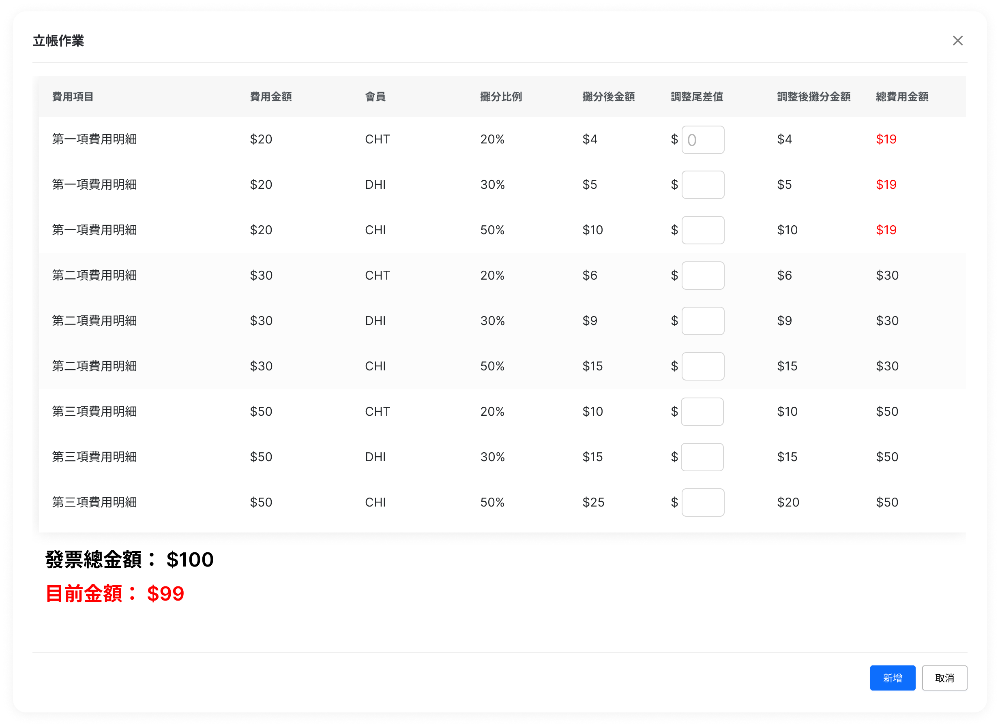 立帳作業
費用項目 費用金額 會員 攤分比例 攤分後金額 調整尾差值 調整後攤分金額 總費用金額
第一項費用明細 $20 CHT 20% $4 $ 0 $4 $19
第一項費用明細 $20 DHI 30% $5 $ $5 $19
第一項費用明細 $20 CHI 50% $10 $ $10 $19
第二項費用明細 $30 CHT 20% $6 $ $6 $30
第二項費用明細 $30 DHI 30% $9 $ $9 $30
第二項費用明細 $30 CHI 50% $15 $ $15 $30
第三項費用明細 $50 CHT 20% $10 $ $10 $50
第三項費用明細 $50 DHI 30% $15 $ $15 $50
第三項費用明細 $50 CHI 50% $25 $ $20 $50
發票總金額： $100
目前金額： $99
新增 取消